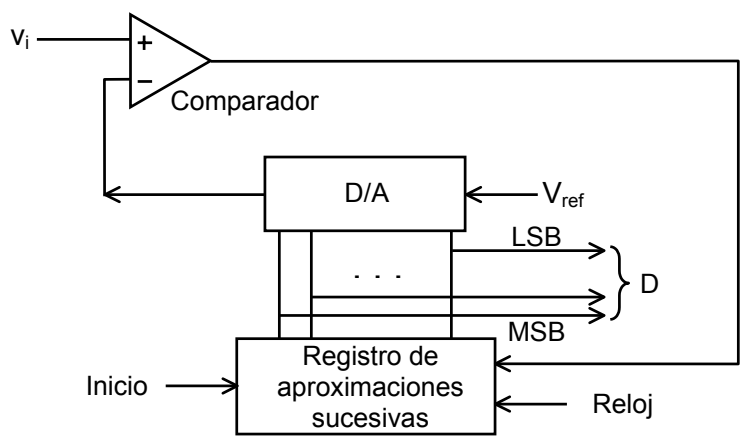 vi
+
−
Comparador
D/A
Vref
LSB
. . .
D
MSB
Registro de
aproximaciones
sucesivas
Inicio
Reloj